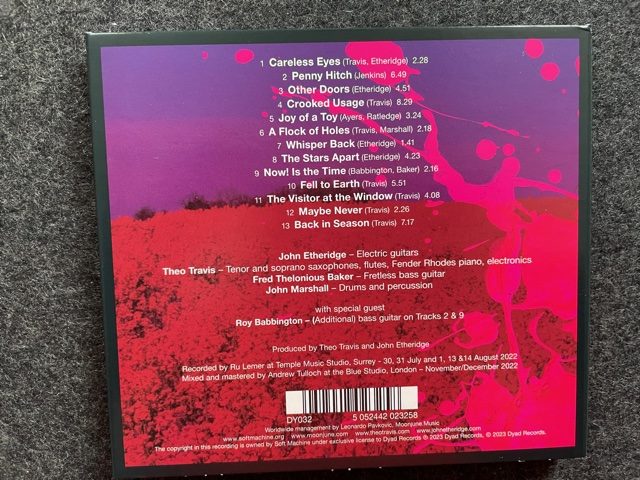 1 Careless Eyes (Travis, Etheridge) 2.28
2 Penny Hitch (Jenkins) 6.49
3 Other Doors (Etheridge) 4.51
4 Crooked Usage (Travis) 8.29
5 Joy of a Toy (Ayers, Ratledge) 3.24
6 A Flock of Holes (Travis, Marshall) 2.18
7 Whisper Back (Etheridge) 1.41
8 The Stars Apart (Etheridge) 4.23
9 Now! Is the Time (Babbington, Baker) 2.16
10 Fell to Earth (Travis) 5.51
11 The Visitor at the Window (Travis) 4.08
12 Maybe Never (Travis) 2.26
13 Back in Season (Travis) 7.17
John Etheridge – Electric guitars
Theo Travis – Tenor and soprano saxophones, flutes, Fender Rhodes piano, electronics
Fred Thelonious Baker – Fretless bass guitar
John Marshall – Drums and percussion
with special guest
Roy Babbington – (Additional) bass guitar on Tracks 2 & 9
Produced by Theo Travis and John Etheridge
Recorded by Ru Lemer at Temple Music Studio, Surrey - 30, 31 July and 1, 13 &14 August 2022
Mixed and mastered by Andrew Tulloch at the Blue Studio, London – November/December 2022
DY032 5 052442 023258
Worldwide management by Leonardo Pavkovic, Moonjune Music
www.softmachine.org www.moonjune.com www.theotravis.com www.johnetheridge.com
The copyright in this recording is owned by Soft Machine under exclusive license to Dyad Records ℗ 2023 Dyad Records, © 2023 Dyad Records.